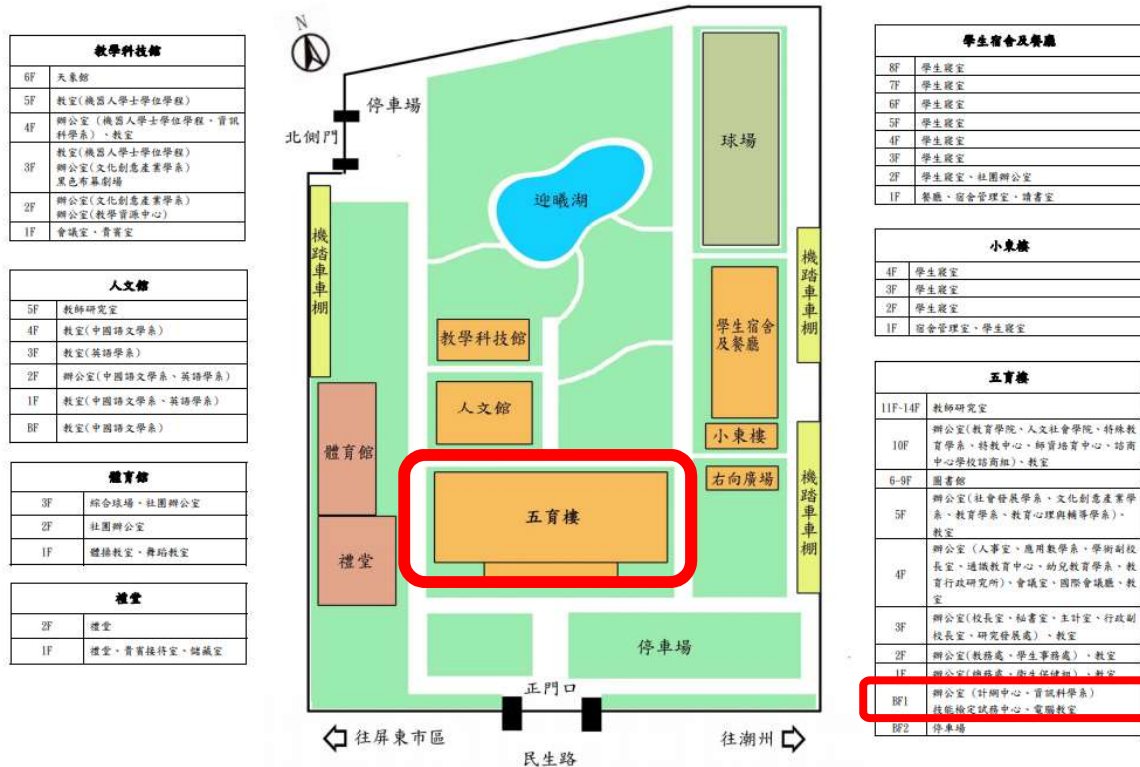 教學科技館
6F 天象館
5F 教室(機器人學士學位學程)
4F 辦公室（機器人學士學位學程、資訊
科學系）、教室
3F 教室(機器人學士學位學程)
辦公室(文化創意產業學系)
黑色布幕劇場
2F 辦公室(文化創意產業學系)
辦公室(教學資源中心)
1F 會議室、貴賓室
人文館
5F 教師研究室
4F 教室(中國語文學系)
3F 教室(英語學系)
2F 辦公室(中國語文學系、英語學系)
1F 教室(中國語文學系、英語學系)
BF 教室(中國語文學系)
體育館
3F 綜合球場、社團辦公室
2F 社團辦公室
1F 體操教室、舞蹈教室
禮堂
2F 禮堂
1F 禮堂、貴賓接待室、儲藏室
N
停車場
北側門
球場
迎曦湖
機踏車車棚
機踏車車棚
教學科技館
學生宿舍
及餐廳
人文館
小東樓
體育館
右向廣場
機踏車車棚
五育樓
禮堂
停車場
正門口
往屏東市區
往潮州
民生路
學生宿舍及餐廳
8F 學生寢室
7F 學生寢室
6F 學生寢室
5F 學生寢室
4F 學生寢室
3F 學生寢室
2F 學生寢室、社團辦公室
1F 餐廳、宿舍管理室、讀書室
小東樓
4F 學生寢室
3F 學生寢室
2F 學生寢室
1F 宿舍管理室、學生寢室
五育樓
11F-14F 教師研究室
10F 辦公室(教育學院、人文社會學院、特殊教
育學系、特教中心、師資培育中心、諮商
中心學校諮商組)、教室
6-9F 圖書館
5F 辦公室(社會發展學系、文化創意產業學
系、教育學系、教育心理與輔導學系)、
教室
4F 辦公室（人事室、應用數學系、學術副校
長室、通識教育中心、幼兒教育學系、教
育行政研究所)、會議室、國際會議廳、教
室
3F 辦公室(校長室、秘書室、主計室、行政副
校長室、研究發展處）、教室
2F 辦公室(教務處、學生事務處）、教室
1F 辦公室(總務處、衛生保健組）、教室
BF1 辦公室（計網中心、資訊科學系）
技能檢定試務中心、電腦教室
BF2 停車場